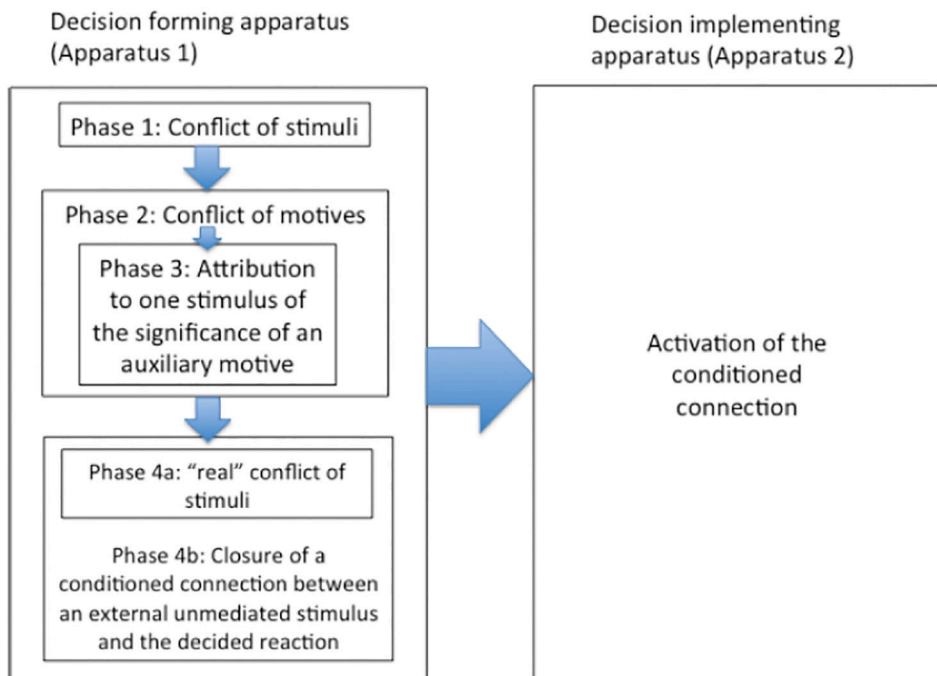 Decision forming apparatus
(Apparatus 1)
Phase 1: Conflict of stimuli
Phase 2: Conflict of motives
Phase 3: Attribution
to one stimulus of
the significance of an
auxiliary motive
Phase 4a: “real” conflict of
stimuli
Phase 4b: Closure of a
conditioned connection between
an external unmediated stimulus
and the decided reaction
Decision implementing
apparatus (Apparatus 2)
Activation of the
conditioned
connection